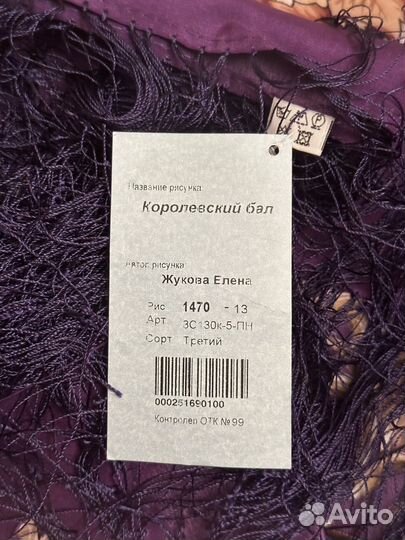 Название рисунка
Королевский бал
Автор рисунка
Жукова Елена
Рис 1470 - 13
Арт. 3С130к-5-ПН
Сорт Третий
000251690100
Контролер ОТК №99
Avito